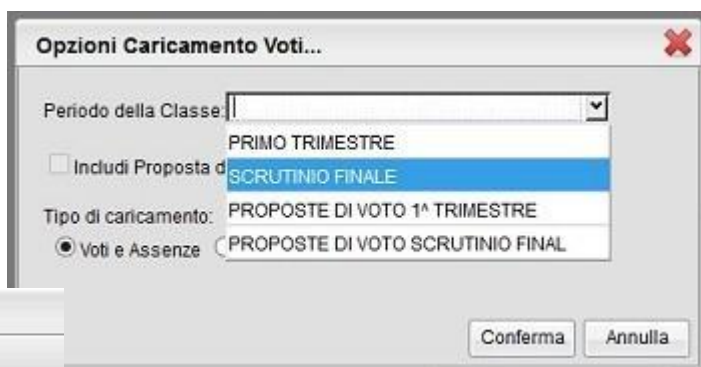 Opzioni Caricamento Voti...
Periodo della Classe:
PRIMO TRIMESTRE
Includi Proposta d
SCRUTINIO FINALE
Tipo di caricamento:
PROPOSTE DI VOTO 1^ TRIMESTRE
Voti e Assenze
PROPOSTE DI VOTO SCRUTINIO FINAL
Conferma Annulla